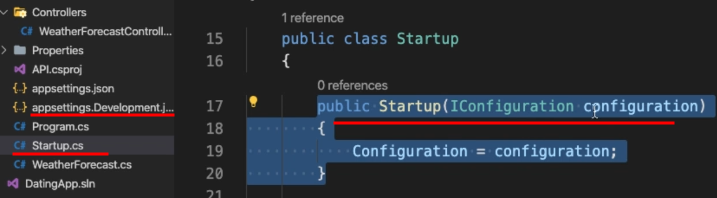 Controllers
WeatherForecastControll...
Properties
API.csproj
appsettings.json
appsettings.Development.j...
Program.cs
Startup.cs
WeatherForecast.cs
DatingApp.sln
1 reference
15 public class Startup
16 {
0 references
17 public Startup(IConfiguration configuration)
18 {
19 Configuration = configuration;
20 }
21